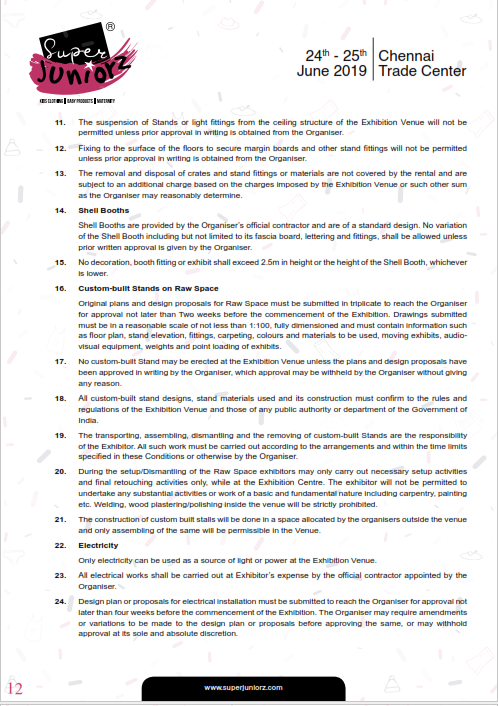 Super
Juniorz
®
KIDS CLOTHING | BABY PRODUCTS | MATERNITY
24th - 25th
June 2019
Chennai
Trade Center
11. The suspension of Stands or light fittings from the ceiling structure of the Exhibition Venue will not be
permitted unless prior approval in writing is obtained from the Organiser.
12. Fixing to the surface of the floors to secure margin boards and other stand fittings will not be permitted
unless prior approval in writing is obtained from the Organiser.
13. The removal and disposal of crates and stand fittings or materials are not covered by the rental and are
subject to an additional charge based on the charges imposed by the Exhibition Venue or such other sum
as the Organiser may reasonably determine.
14. Shell Booths
Shell Booths are provided by the Organiser's official contractor and are of a standard design. No variation
of the Shell Booth including but not limited to its fascia board, lettering and fittings, shall be allowed unless
prior written approval is given by the Organiser.
15. No decoration, booth fitting or exhibit shall exceed 2.5m in height or the height of the Shell Booth, whichever
is lower.
16. Custom-built Stands on Raw Space
Original plans and design proposals for Raw Space must be submitted in triplicate to reach the Organiser
for approval not later than Two weeks before the commencement of the Exhibition. Drawings submitted
must be in a reasonable scale of not less than 1:100, fully dimensioned and must contain information such
as floor plan, stand elevation, fittings, carpeting, colours and materials to be used, moving exhibits, audio-
visual equipment, weights and point loading of exhibits.
17. No custom-built Stand may be erected at the Exhibition Venue unless the plans and design proposals have
been approved in writing by the Organiser, which approval may be withheld by the Organiser without giving
any reason.
18. All custom-built stand designs, stand materials used and its construction must confirm to the rules and
regulations of the Exhibition Venue and those of any public authority or department of the Government of
India.
19. The transporting, assembling, dismantling and the removing of custom-built Stands are the responsibility
of the Exhibitor. All such work must be carried out according to the arrangements and within the time limits
specified in these Conditions or otherwise by the Organiser.
20. During the setup/Dismantling of the Raw Space exhibitors may only carry out necessary setup activities
and final retouching activities only, while at the Exhibition Centre. The exhibitor will not be permitted to
undertake any substantial activities or work of a basic and fundamental nature including carpentry, painting
etc. Welding, wood plastering/polishing inside the venue will be strictly prohibited.
21. The construction of custom built stalls will be done in a space allocated by the organisers outside the venue
and only assembling of the same will be permissible in the Venue.
22. Electricity
Only electricity can be used as a source of light or power at the Exhibition Venue.
23. All electrical works shall be carried out at Exhibitor's expense by the official contractor appointed by the
Organiser.
24. Design plan or proposals for electrical installation must be submitted to reach the Organiser for approval not
later than four weeks before the commencement of the Exhibition. The Organiser may require amendments
or variations to be made to the design plan or proposals before approving the same, or may withhold
approval at its sole and absolute discretion.
12
www.superjuniorz.com